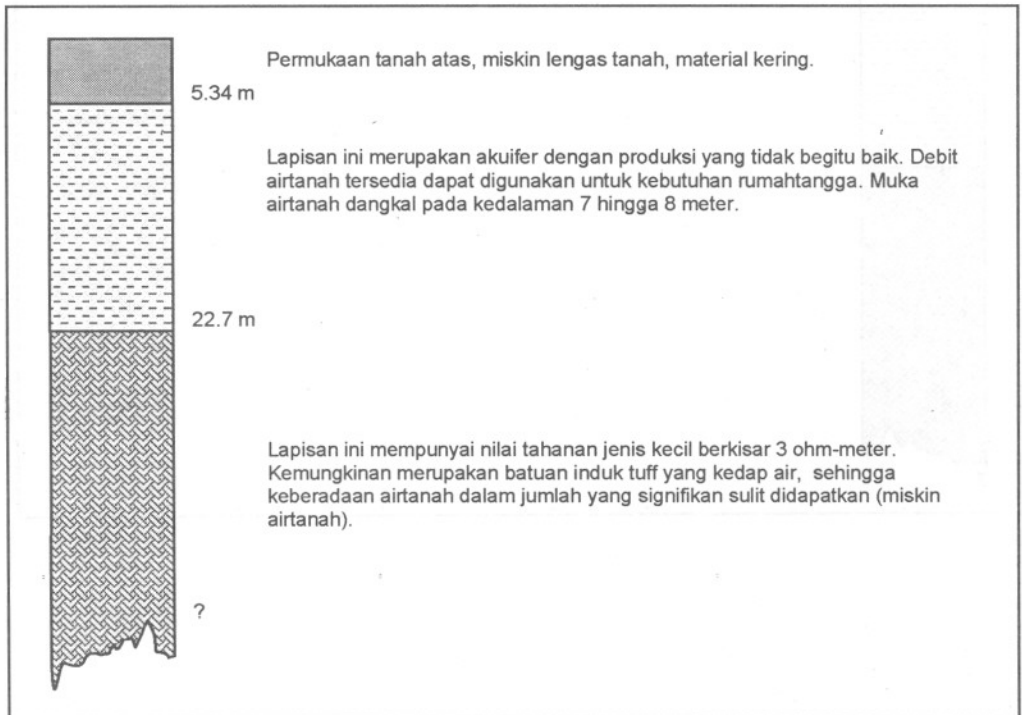 Permukaan tanah atas, miskin lengas tanah, material kering.
5.34 m
Lapisan ini merupakan akuifer dengan produksi yang tidak begitu baik. Debit
airtanah tersedia dapat digunakan untuk kebutuhan rumahtangga. Muka
airtanah dangkal pada kedalaman 7 hingga 8 meter.
22.7 m
Lapisan ini mempunyai nilai tahanan jenis kecil berkisar 3 ohm-meter.
Kemungkinan merupakan batuan induk tuff yang kedap air, sehingga
keberadaan airtanah dalam jumlah yang signifikan sulit didapatkan (miskin
airtanah).
?